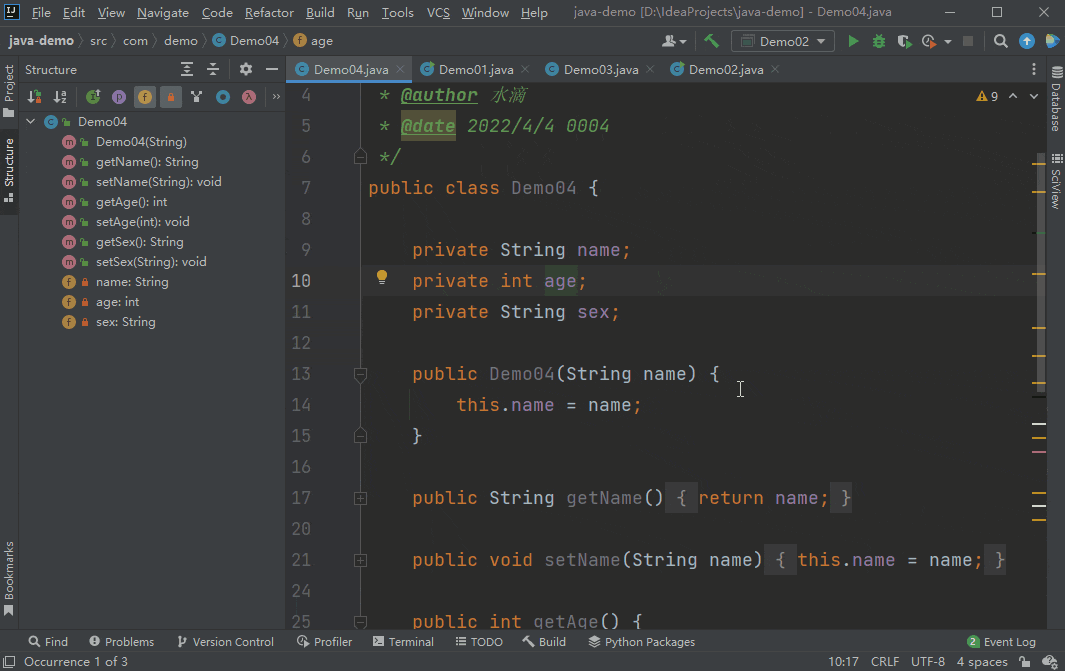 File Edit View Navigate Code Refactor Build Run Tools VCS Window Help java-demo [D:\IdeaProjects\java-demo] - Demo04.java
java-demo src com demo Demo04 age Demo02
Project
Structure
Bookmarks
Structure
Demo04
Demo04(String)
getName(): String
setName(String): void
getAge(): int
setAge(int): void
getSex(): String
setSex(String): void
name: String
age: int
sex: String
Demo04.java Demo01.java Demo03.java Demo02.java
9
4 * @author 水滴
5 * @date 2022/4/4 0004
6 */
7 public class Demo04 {
8
9 private String name;
10 private int age;
11 private String sex;
12
13 public Demo04(String name) {
14 this.name = name;
15 }
16
17 public String getName() { return name; }
20
21 public void setName(String name) { this.name = name; }
24
25 public int getAge() {
Database
SciView
Find Problems Version Control Profiler Terminal TODO Build Python Packages 2 Event Log
Occurrence 1 of 3 10:17 CRLF UTF-8 4 spaces